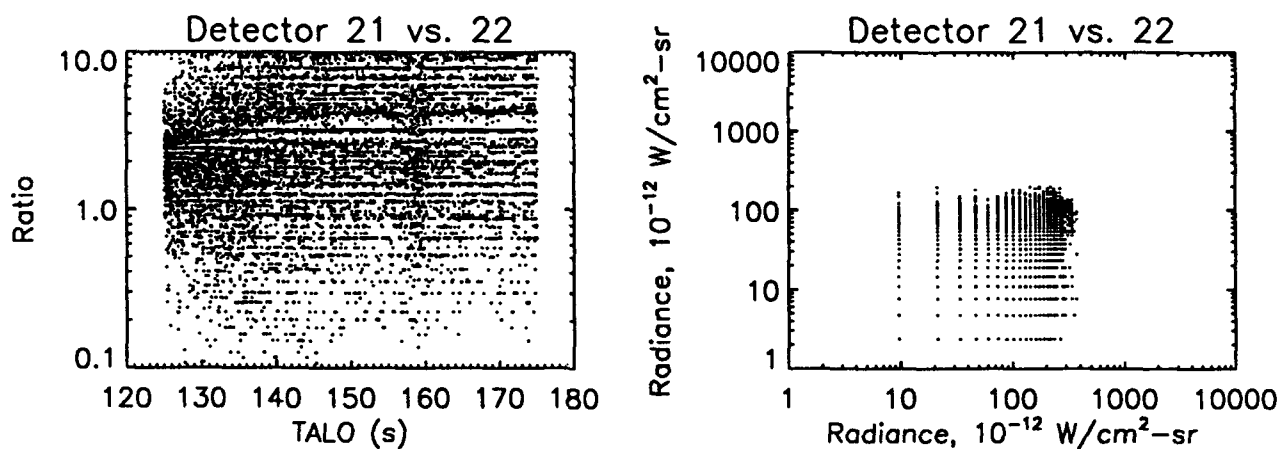 Detector 21 vs. 22
10.0
1.0
0.1
Ratio
120 130 140 150 160 170 180
TALO (s)
Detector 21 vs. 22
10000
1000
100
10
1
Radiance, 10⁻¹² W/cm²−sr
1 10 100 1000 10000
Radiance, 10⁻¹² W/cm²−sr